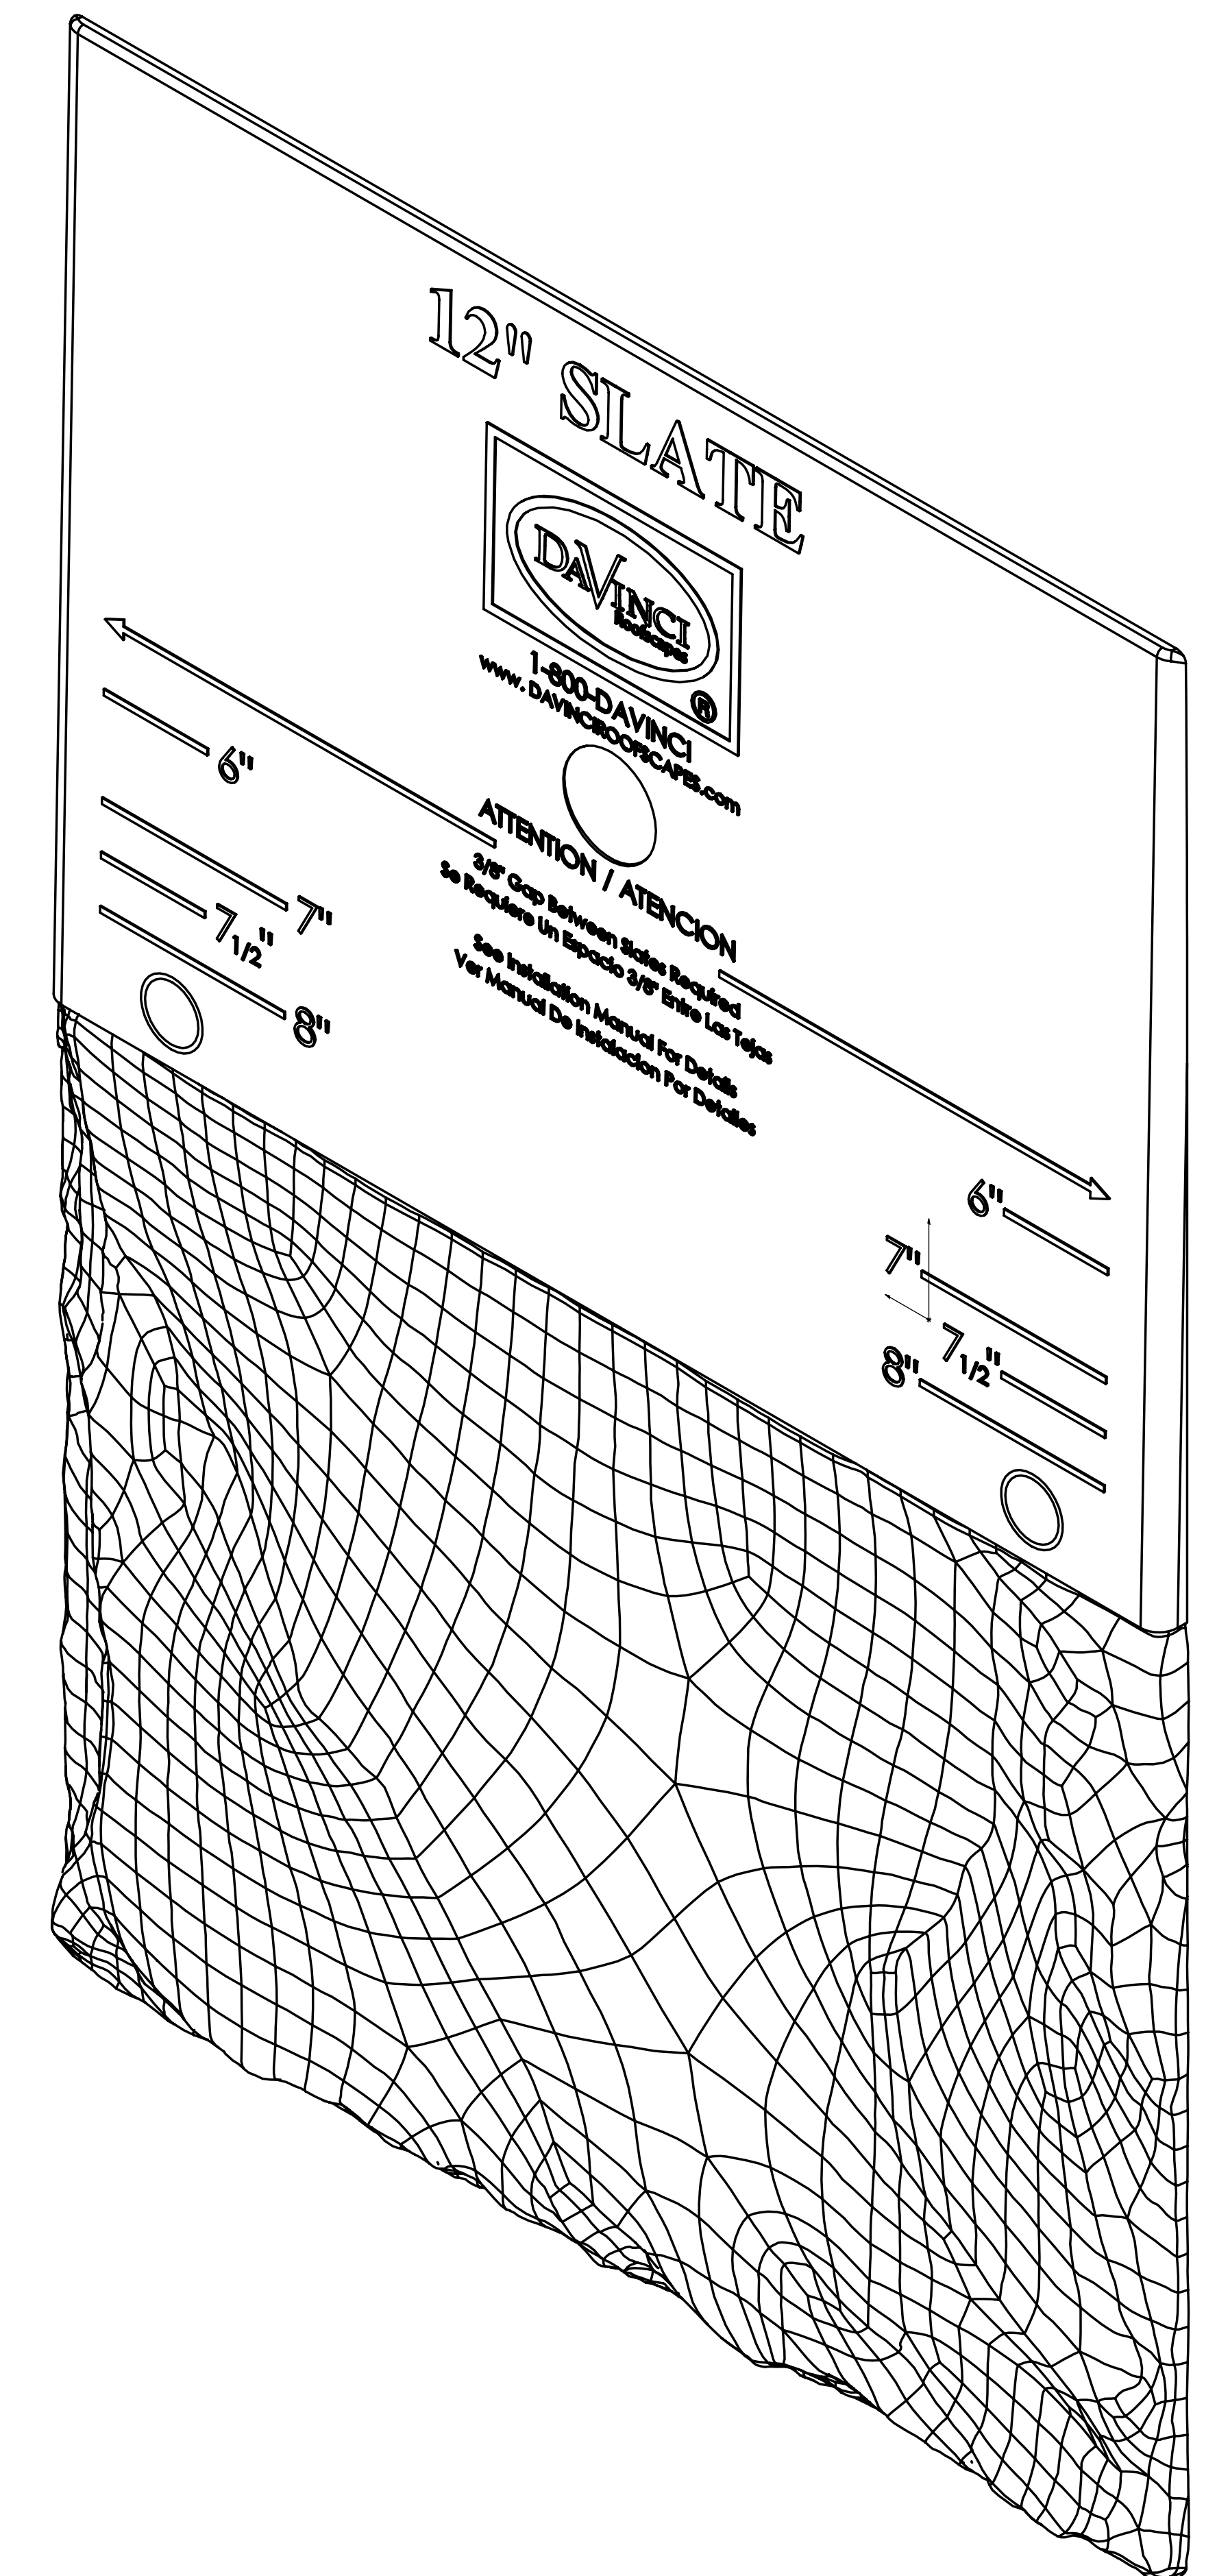 12" SLATE
DAVINCI
Roofscapes
®
1-800-DAVINCI
www.DAVINCIROOFSCAPES.com
ATTENTION / ATENCION
3/8" Gap Between Slates Required
Se Requiere Un Espacio 3/8" Entre Las Tejas
See Installation Manual For Details
Ver Manual De Instalacion Por Detalles
6"
7"
7 1/2"
8"
6"
7"
7 1/2"
8"